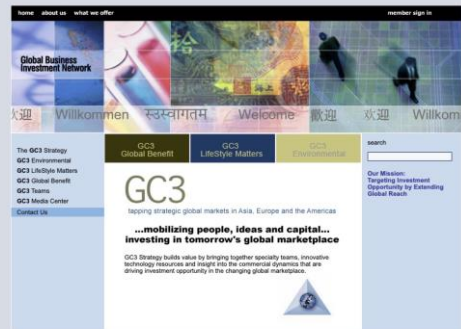 home about us what we offer member sign in
Global Business
Investment Network
欢迎 Willkommen स्वागतम Welcome 歡迎 欢迎 Willkom
拾
The GC3 Strategy
GC3 Environmental
GC3 LifeStyle Matters
GC3 Global Benefit
GC3 Teams
GC3 Media Center
Contact Us
GC3
Global Benefit
GC3
LifeStyle Matters
GC3
Environmental
GC3
tapping strategic global markets in Asia, Europe and the Americas
...mobilizing people, ideas and capital...
investing in tomorrow's global marketplace
GC3 Strategy builds value by bringing together specialty teams, innovative
technology resources and insight into the commercial dynamics that are
driving investment opportunity in the changing global marketplace.
search
Our Mission:
Targeting Investment
Opportunity by Extending
Global Reach